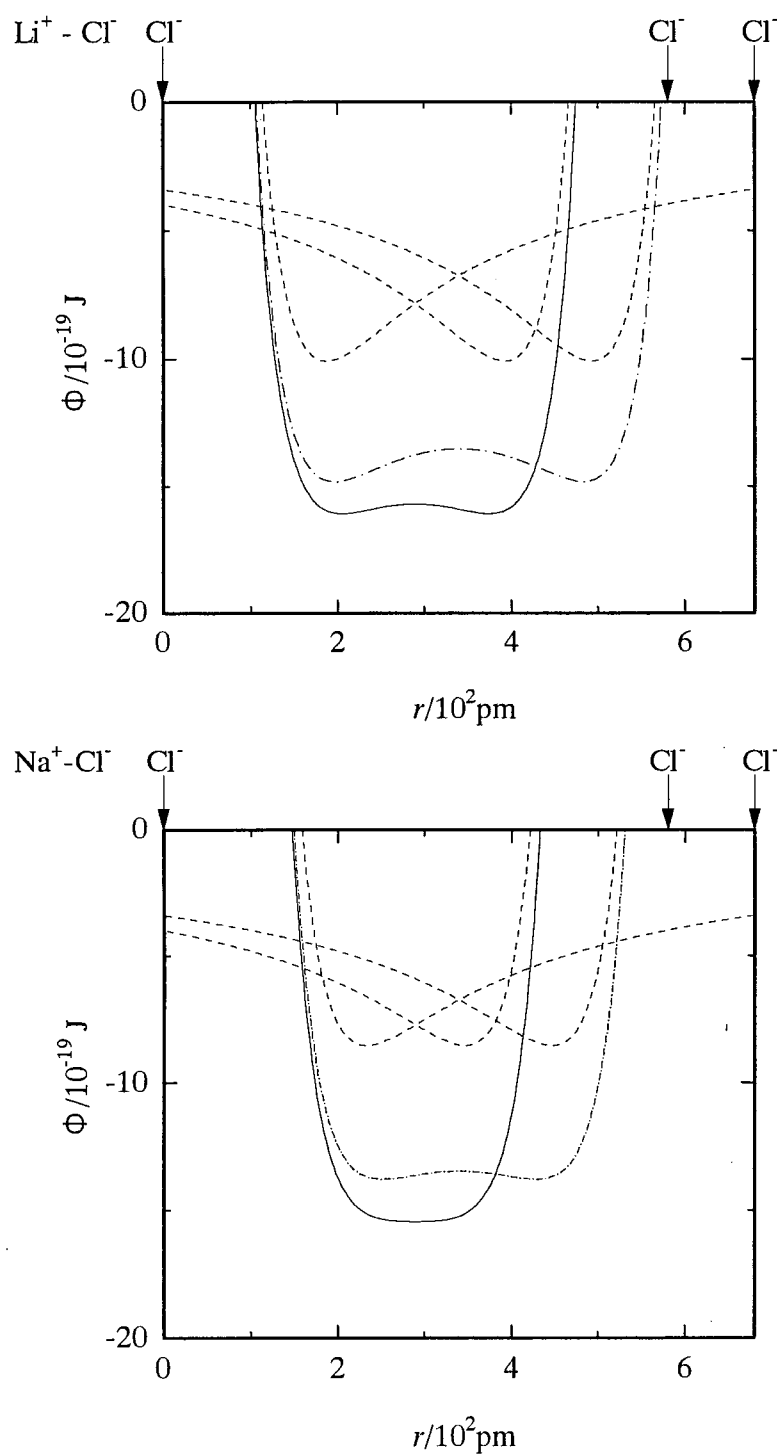 Li⁺ - Cl⁻ Cl⁻ Cl⁻ Cl⁻
0
-10
-20
Φ /10⁻¹⁹ J
0 2 4 6
r/10²pm
Na⁺-Cl⁻ Cl⁻ Cl⁻ Cl⁻
0
-10
-20
Φ /10⁻¹⁹ J
0 2 4 6
r/10²pm